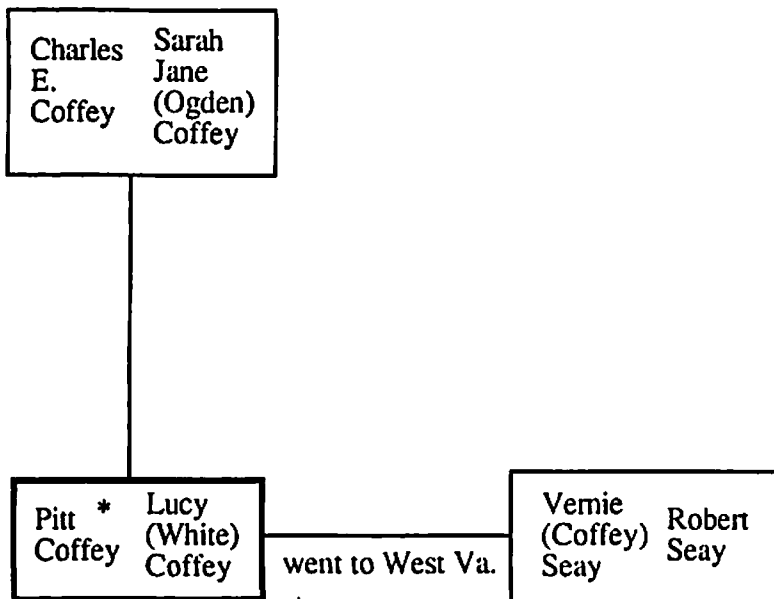 Charles
E.
Coffey
Sarah
Jane
(Ogden)
Coffey
Pitt *
Coffey
Lucy
(White)
Coffey
went to West Va.
Vernie
(Coffey)
Seay
Robert
Seay